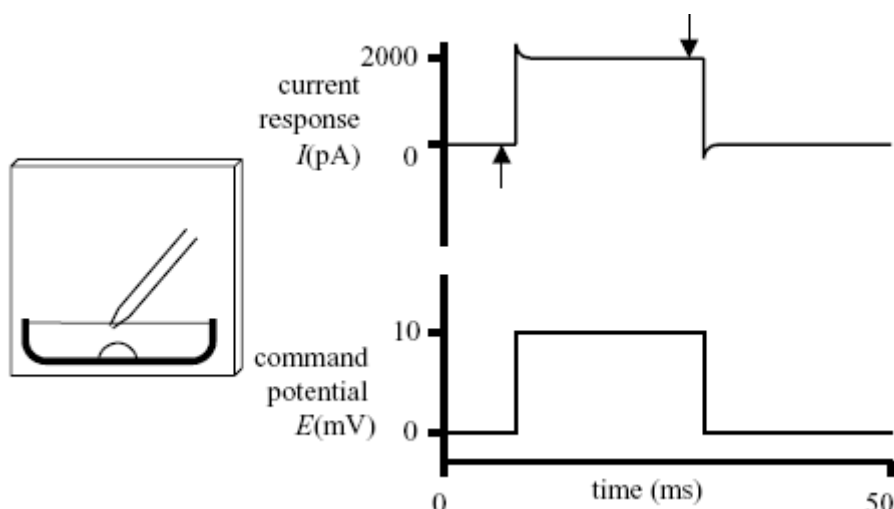 2000
current
response
I(pA)
0
10
command
potential
E(mV)
0
0
time (ms)
50